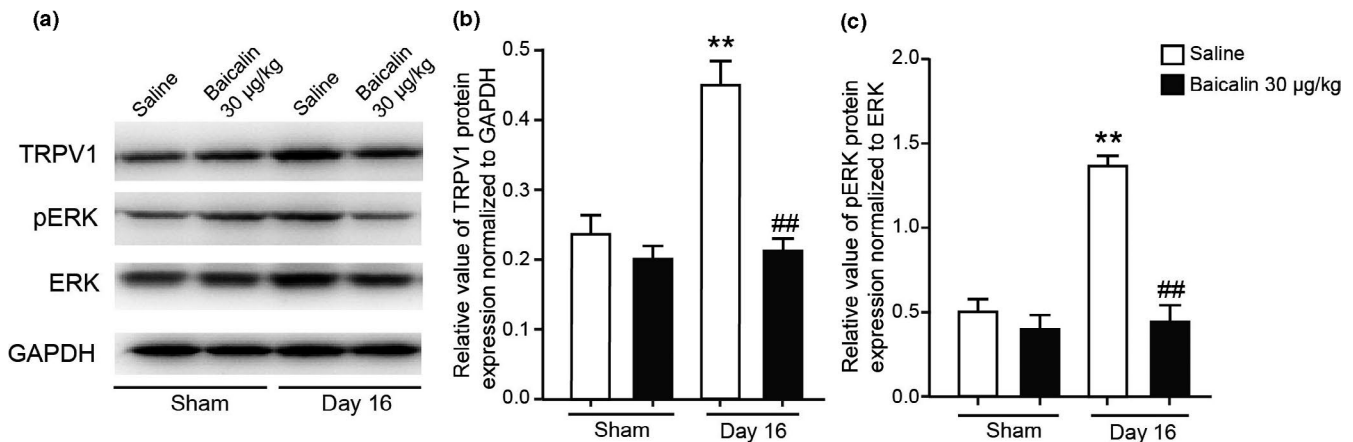 (a)
Saline
Baicalin
30 µg/kg
Saline
Baicalin
30 µg/kg
TRPV1
pERK
ERK
GAPDH
Sham
Day 16
(b)
Relative value of TRPV1 protein
expression normalized to GAPDH
0.5
0.4
0.3
0.2
0.1
0.0
**
##
Sham
Day 16
(c)
Relative value of pERK protein
expression normalized to ERK
2.0
1.5
1.0
0.5
0.0
**
##
Sham
Day 16
Saline
Baicalin 30 µg/kg